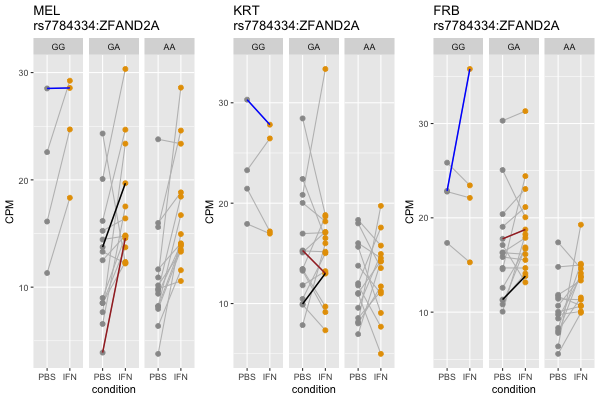 MEL
rs7784334:ZFAND2A
GG GA AA
30
20
10
CPM
PBS IFN PBS IFN PBS IFN
condition
KRT
rs7784334:ZFAND2A
GG GA AA
30
20
10
CPM
PBS IFN PBS IFN PBS IFN
condition
FRB
rs7784334:ZFAND2A
GG GA AA
30
20
10
CPM
PBS IFN PBS IFN PBS IFN
condition